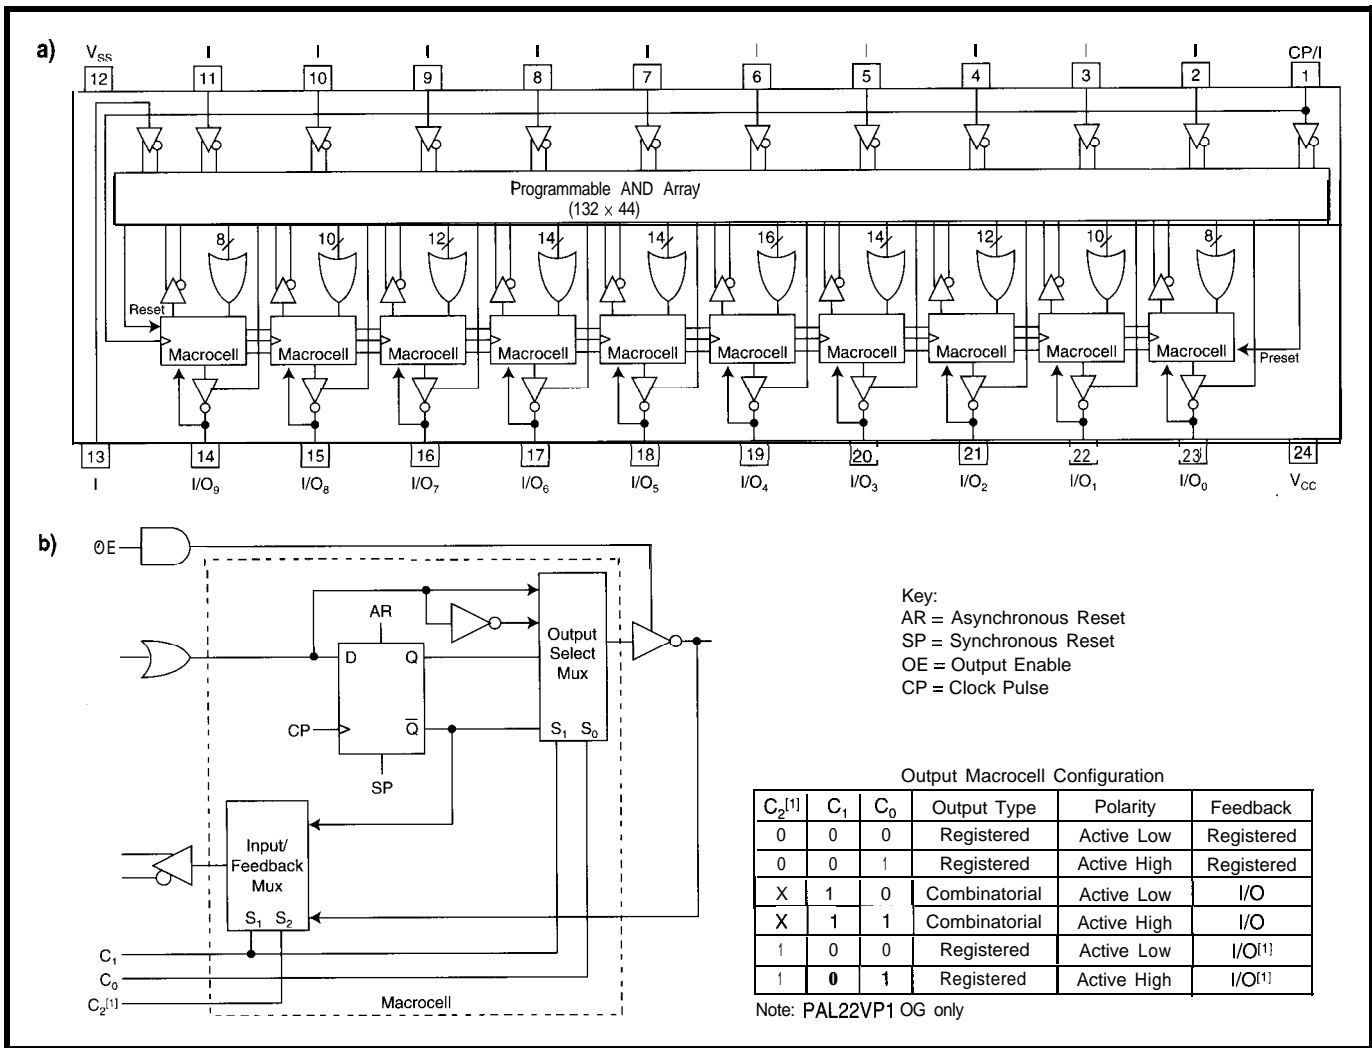 a)
V_SS I I I I I I I I I I CP/I
12 11 10 9 8 7 6 5 4 3 2 1
Programmable AND Array
(132 x 44)
8 10 12 14 14 16 14 12 10 8
Reset
Macrocell Macrocell Macrocell Macrocell Macrocell Macrocell Macrocell Macrocell Macrocell Macrocell
Preset
13 14 15 16 17 18 19 20 21 22 23 24
I I/O₉ I/O₈ I/O₇ I/O₆ I/O₅ I/O₄ I/O₃ I/O₂ I/O₁ I/O₀ V_CC
b)
OE
AR
D Q
CP Q̅
SP
Output
Select
Mux
S₁ S₀
Input/
Feedback
Mux
S₁ S₂
C₁
C₀
C₂[1]
Macrocell
Key:
AR = Asynchronous Reset
SP = Synchronous Reset
OE = Output Enable
CP = Clock Pulse
Output Macrocell Configuration
C₂[1] C₁ C₀ Output Type Polarity Feedback
0 0 0 Registered Active Low Registered
0 0 1 Registered Active High Registered
X 1 0 Combinatorial Active Low I/O
X 1 1 Combinatorial Active High I/O
1 0 0 Registered Active Low I/O[1]
1 0 1 Registered Active High I/O[1]
Note: PAL22VP1 OG only